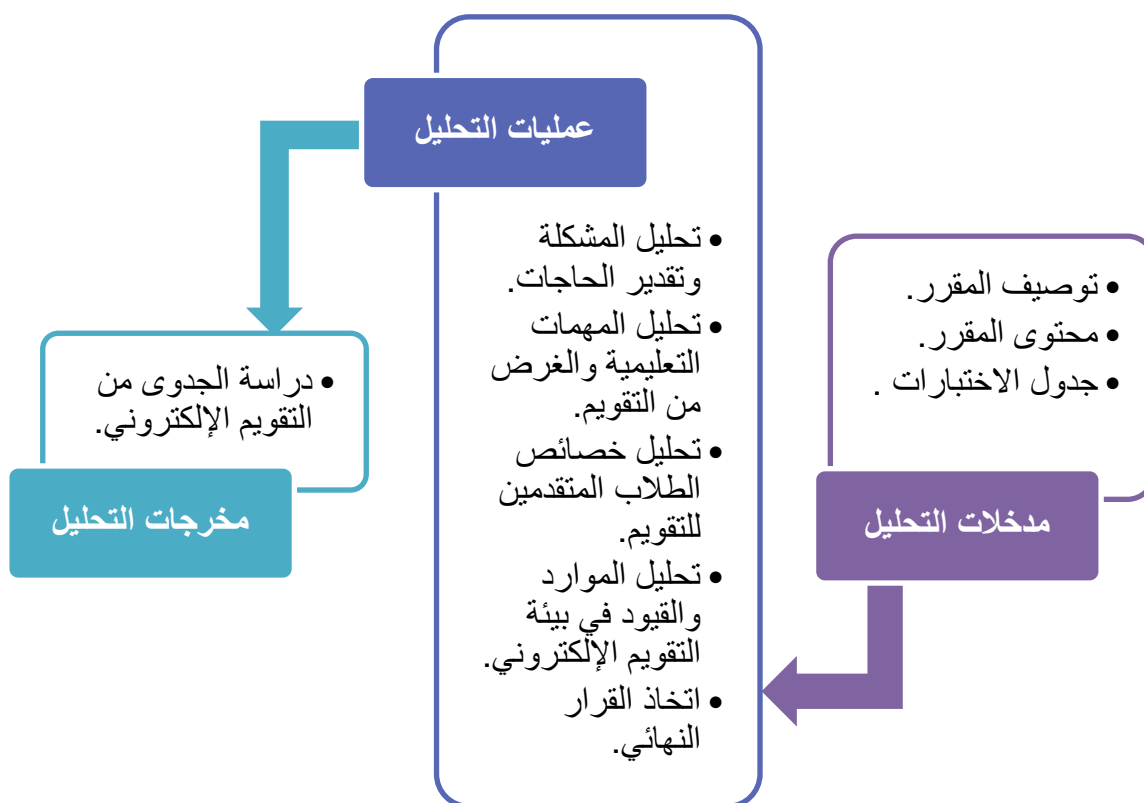 مدخلات التحليل
• توصيف المقرر.
• محتوى المقرر.
• جدول الاختبارات .
عمليات التحليل
• تحليل المشكلة
وتقدير الحاجات.
• تحليل المهمات
التعليمية والغرض
من التقويم.
• تحليل خصائص
الطلاب المتقدمين
للتقويم.
• تحليل الموارد
والقيود في بيئة
التقويم الإلكتروني.
• اتخاذ القرار
النهائي.
مخرجات التحليل
• دراسة الجدوى من
التقويم الإلكتروني.